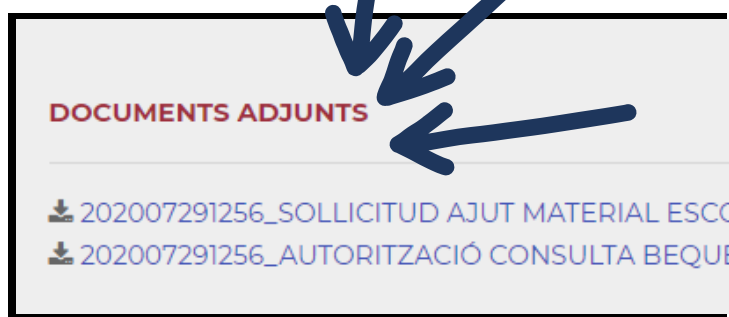 DOCUMENTS ADJUNTS
202007291256_SOLLICITUD AJUT MATERIAL ESCO
202007291256_AUTORITZACIÓ CONSULTA BEQUE